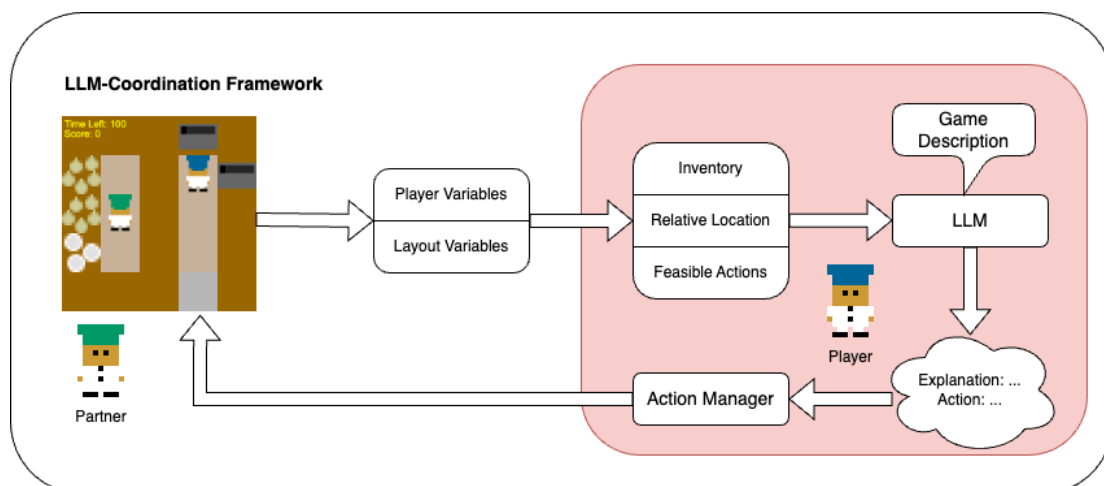 LLM-Coordination Framework
Time Left: 100
Score: 0
Partner
Player Variables
Layout Variables
Inventory
Relative Location
Feasible Actions
Game
Description
LLM
Player
Explanation: ...
Action: ...
Action Manager